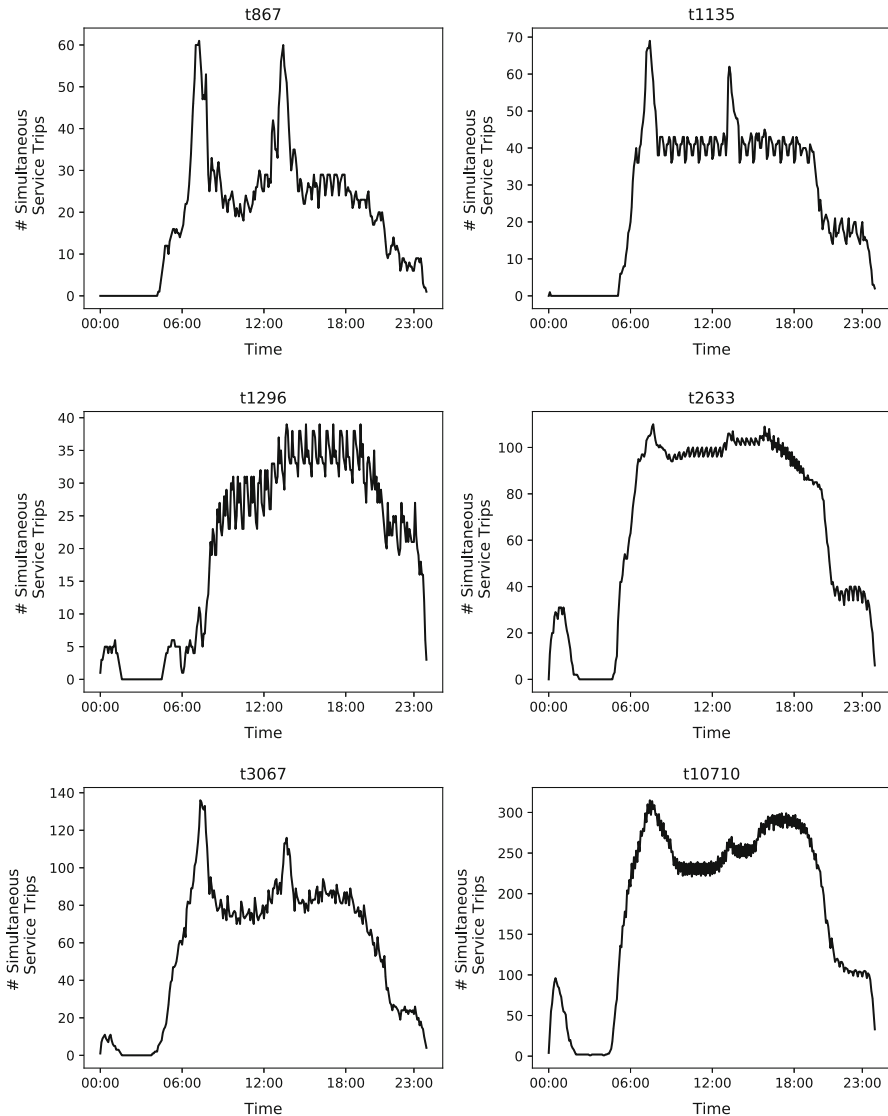 t867
60
50
40
30
20
10
0
# Simultaneous
Service Trips
00:00 06:00 12:00 18:00 23:00
Time
t1135
70
60
50
40
30
20
10
0
# Simultaneous
Service Trips
00:00 06:00 12:00 18:00 23:00
Time
t1296
40
35
30
25
20
15
10
5
0
# Simultaneous
Service Trips
00:00 06:00 12:00 18:00 23:00
Time
t2633
100
80
60
40
20
0
# Simultaneous
Service Trips
00:00 06:00 12:00 18:00 23:00
Time
t3067
140
120
100
80
60
40
20
0
# Simultaneous
Service Trips
00:00 06:00 12:00 18:00 23:00
Time
t10710
300
250
200
150
100
50
0
# Simultaneous
Service Trips
00:00 06:00 12:00 18:00 23:00
Time